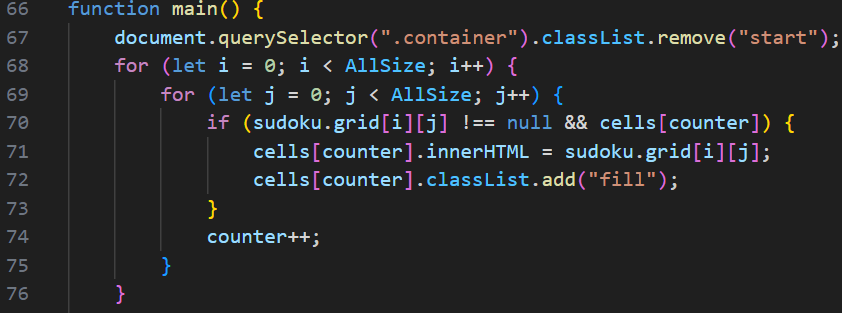 66 function main() {
67     document.querySelector(".container").classList.remove("start");
68     for (let i = 0; i < AllSize; i++) {
69         for (let j = 0; j < AllSize; j++) {
70             if (sudoku.grid[i][j] !== null && cells[counter]) {
71                 cells[counter].innerHTML = sudoku.grid[i][j];
72                 cells[counter].classList.add("fill");
73             }
74             counter++;
75         }
76     }